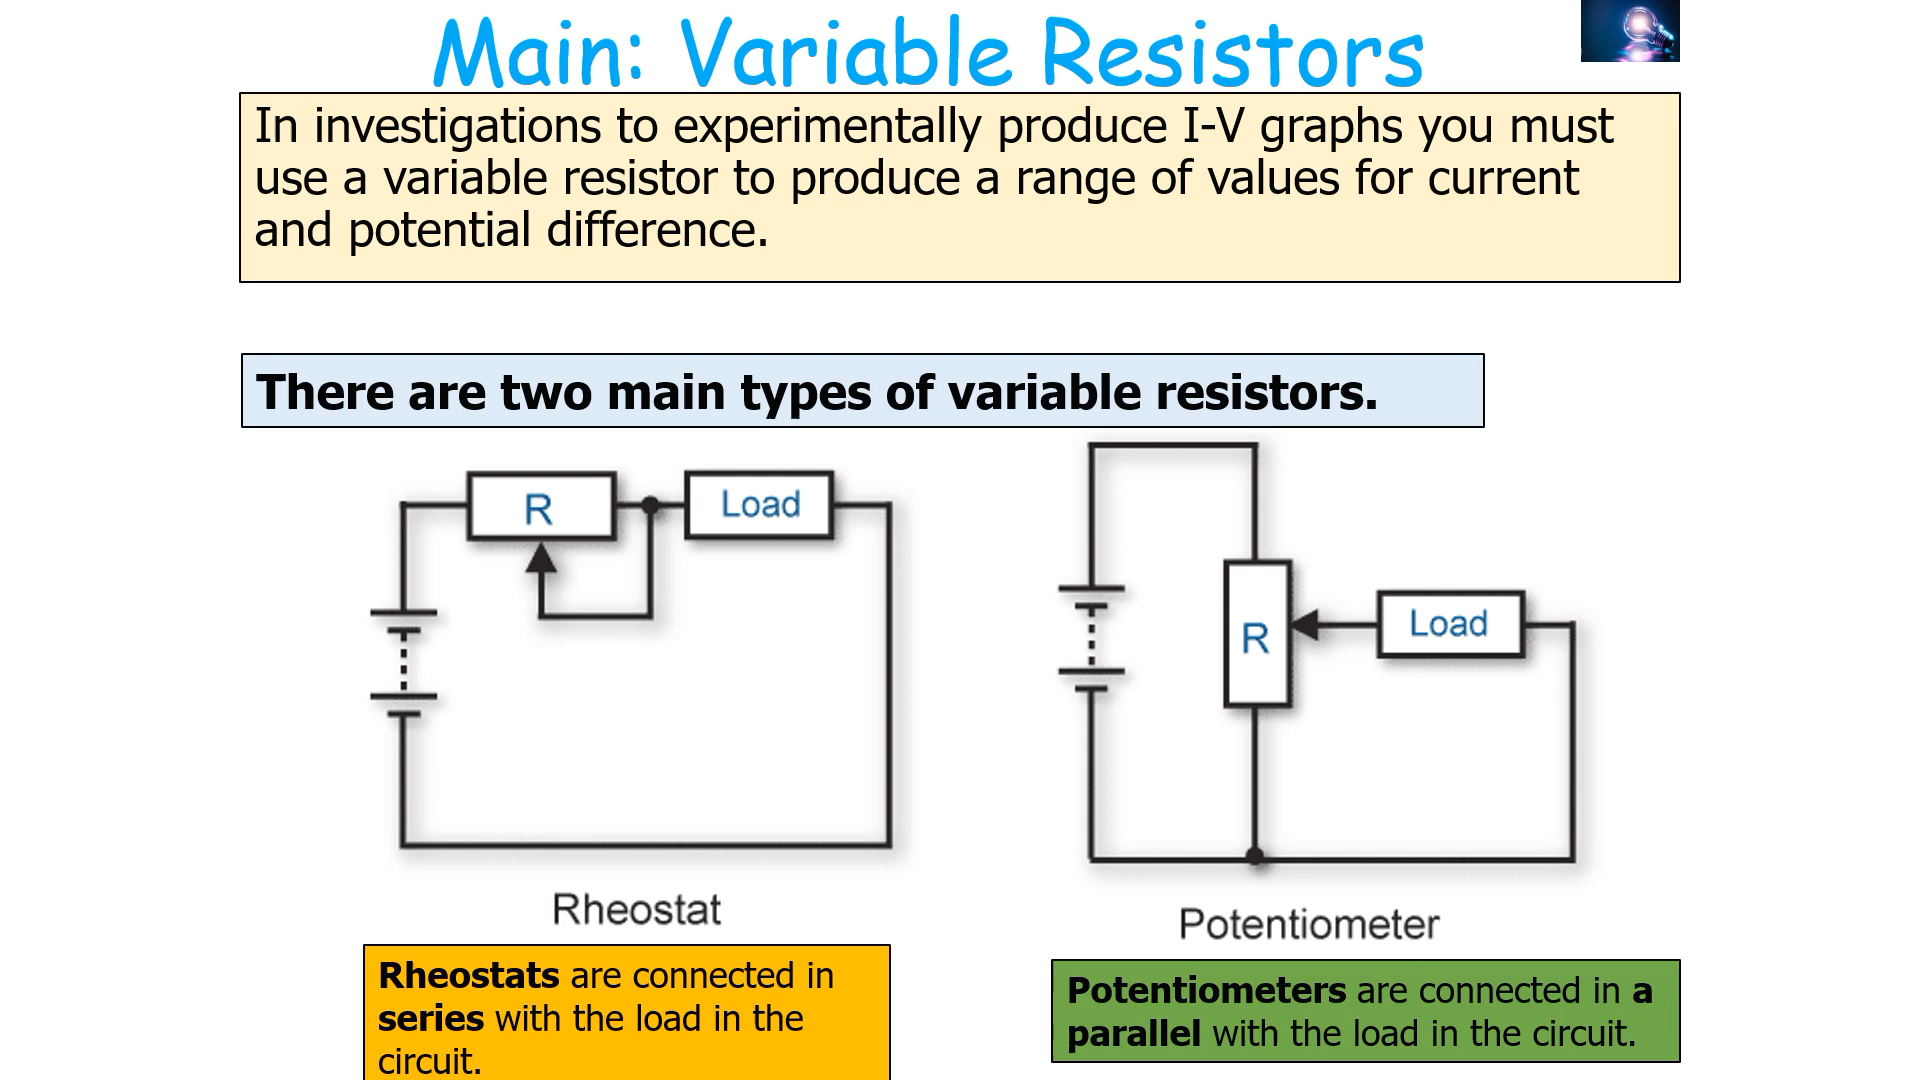 Main: Variable Resistors
In investigations to experimentally produce I-V graphs you must
use a variable resistor to produce a range of values for current
and potential difference.
There are two main types of variable resistors.
R
Load
R
Load
Rheostat
Potentiometer
Rheostats are connected in
series with the load in the
circuit.
Potentiometers are connected in a
parallel with the load in the circuit.